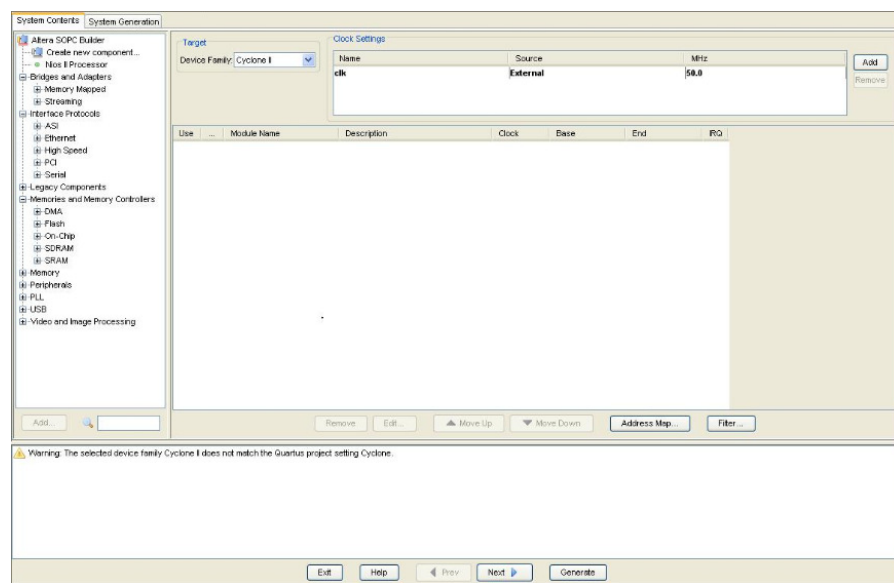 System Contents System Generation
Altera SOPC Builder
Create new component...
Nios II Processor
Bridges and Adapters
Memory Mapped
Streaming
Interface Protocols
ASI
Ethernet
High Speed
PCI
Serial
Legacy Components
Memories and Memory Controllers
DMA
Flash
On-Chip
SDRAM
SRAM
Memory
Peripherals
PLL
USB
Video and Image Processing
Add...
Target
Device Family: Cyclone II
Clock Settings
Name Source MHz
clk External 50.0
Add
Remove
Use ... Module Name Description Clock Base End IRQ
Remove Edit... Move Up Move Down Address Map... Filter...
Warning: The selected device family Cyclone II does not match the Quartus project setting Cyclone.
Exit Help Prev Next Generate